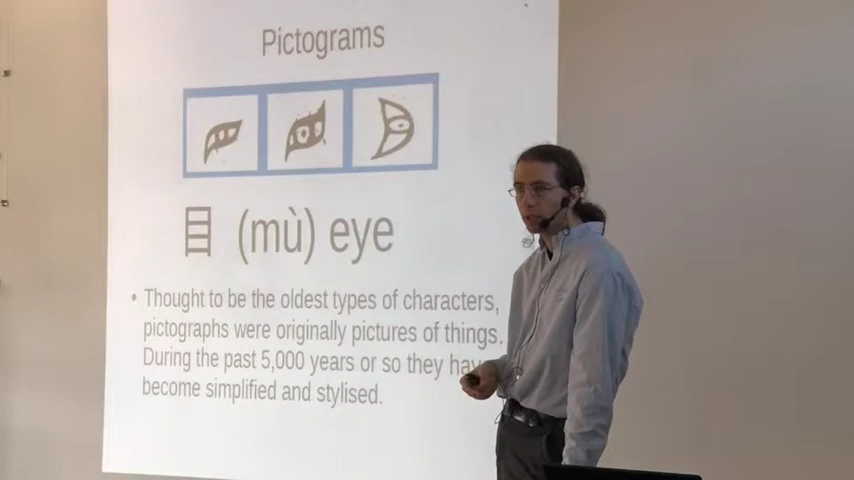 Pictograms
目 (mù) eye
• Thought to be the oldest types of characters,
pictographs were originally pictures of things.
During the past 5,000 years or so they
become simplified and stylised.